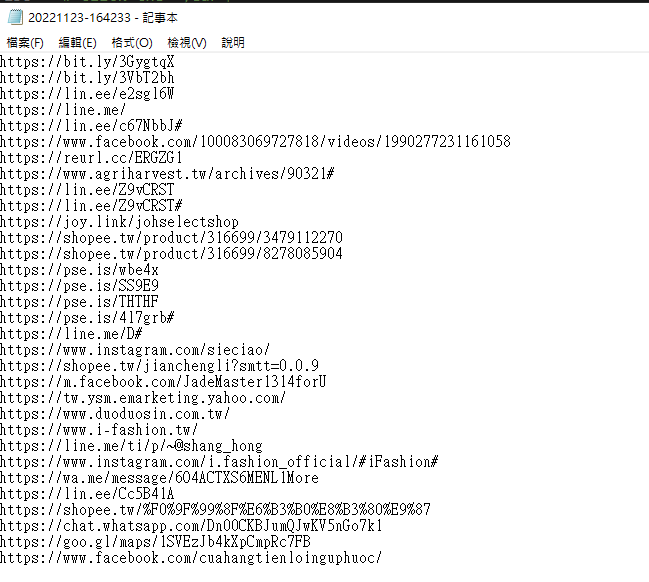 20221123-164233 - 記事本
檔案(F) 編輯(E) 格式(O) 檢視(V) 說明
https://bit.ly/3GygtqX
https://bit.ly/3VbT2bh
https://lin.ee/e2sgl6W
https://line.me/
https://lin.ee/c67NbbJ#
https://www.facebook.com/100083069727818/videos/1990277231161058
https://reurl.cc/ERGZG1
https://www.agriharvest.tw/archives/90321#
https://lin.ee/Z9vCRST
https://lin.ee/Z9vCRST#
https://joy.link/johselectshop
https://shopee.tw/product/316699/3479112270
https://shopee.tw/product/316699/8278085904
https://pse.is/wbe4x
https://pse.is/SS9E9
https://pse.is/THTHF
https://pse.is/4l7grb#
https://line.me/D#
https://www.instagram.com/sieciao/
https://shopee.tw/jianchengli?smtt=0.0.9
https://m.facebook.com/JadeMaster1314forU
https://tw.ysm.emarketing.yahoo.com/
https://www.duoduosin.com.tw/
https://www.i-fashion.tw/
https://line.me/ti/p/~@shang_hong
https://www.instagram.com/i.fashion_official/#iFashion#
https://wa.me/message/6O4ACTXS6MENL1More
https://lin.ee/Cc5B41A
https://shopee.tw/%F0%9F%99%8F%E6%B3%B0%E8%B3%80%E9%87
https://chat.whatsapp.com/DnO0CKBJumQJwKV5nGo7k1
https://goo.gl/maps/1SVEzJb4kXpCmpRc7FB
https://www.facebook.com/cuahangtienloinguphuoc/